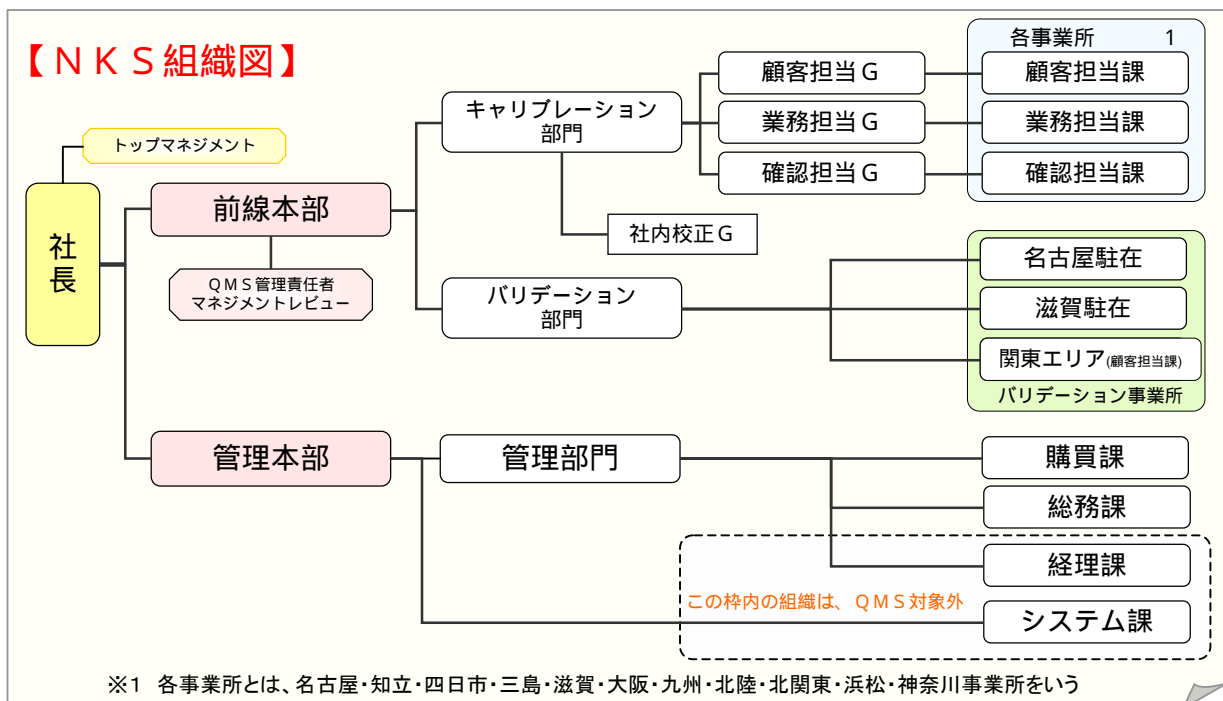 【ＮＫＳ組織図】
各事業所　1
トップマネジメント
社長
前線本部
ＱＭＳ管理責任者
マネジメントレビュー
キャリブレーション
部門
顧客担当Ｇ
顧客担当課
業務担当Ｇ
業務担当課
確認担当Ｇ
確認担当課
社内校正Ｇ
バリデーション
部門
名古屋駐在
滋賀駐在
関東エリア(顧客担当課)
バリデーション事業所
管理本部
管理部門
購買課
総務課
経理課
この枠内の組織は、ＱＭＳ対象外
システム課
※1　各事業所とは、名古屋・知立・四日市・三島・滋賀・大阪・九州・北陸・北関東・浜松・神奈川事業所をいう